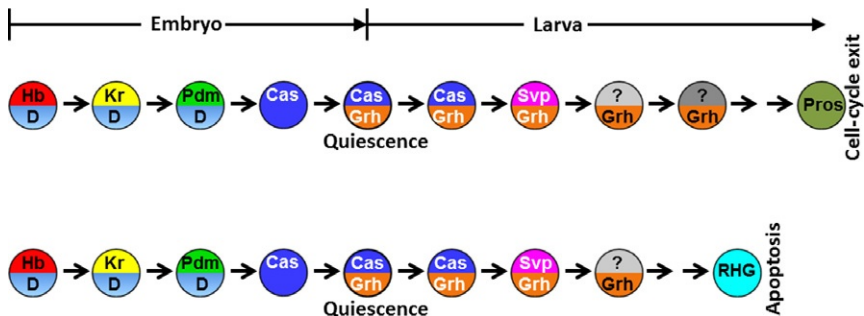 Embryo Larva
Hb Kr Pdm Cas Cas Cas Svp ? ? Pros
D D D Grh Grh Grh Grh Grh
Quiescence
Cell-cycle exit
Hb Kr Pdm Cas Cas Cas Svp ? RHG
D D D Grh Grh Grh Grh
Quiescence
Apoptosis